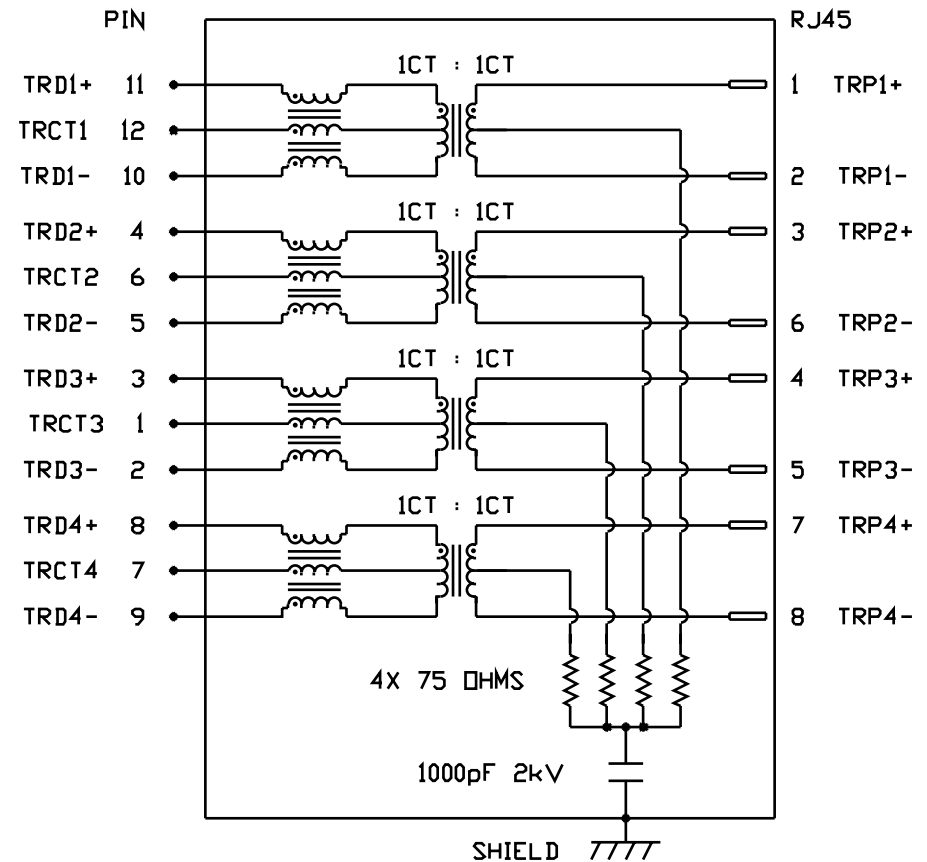 PIN RJ45
1CT : 1CT
TRD1+ 11 1 TRP1+
TRCT1 12
TRD1- 10 2 TRP1-
1CT : 1CT
TRD2+ 4 3 TRP2+
TRCT2 6
TRD2- 5 6 TRP2-
1CT : 1CT
TRD3+ 3 4 TRP3+
TRCT3 1
TRD3- 2 5 TRP3-
1CT : 1CT
TRD4+ 8 7 TRP4+
TRCT4 7
TRD4- 9 8 TRP4-
4X 75 OHMS
1000pF 2kV
SHIELD